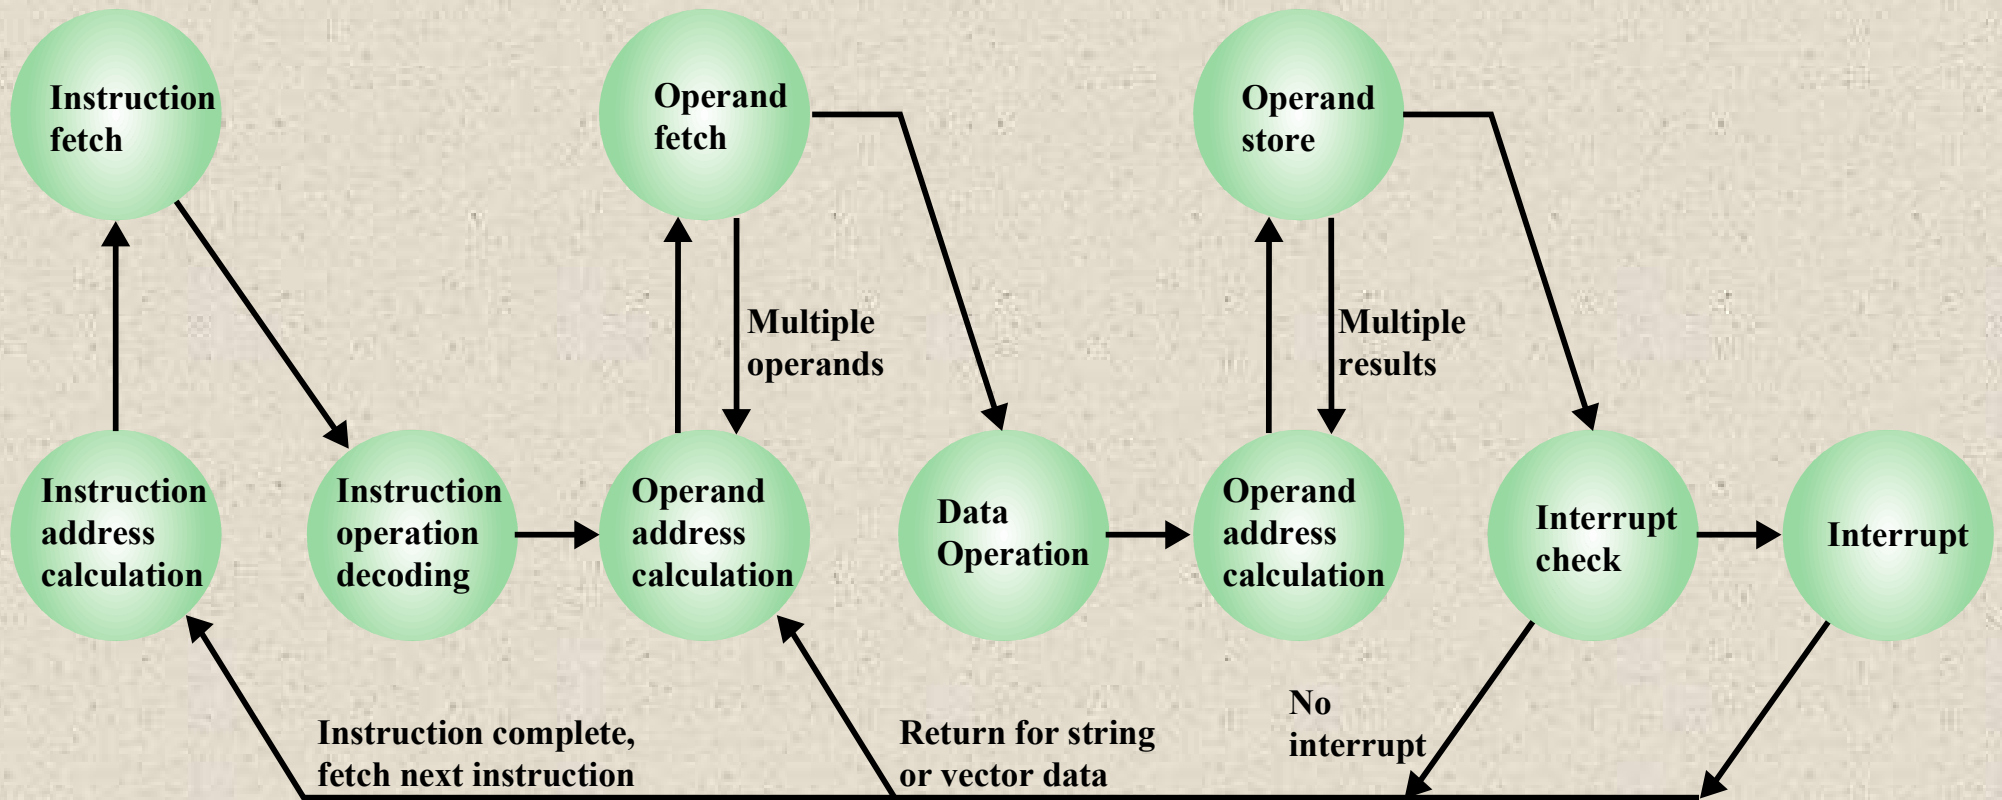 Instruction
fetch
Operand
fetch
Operand
store
Multiple
operands
Multiple
results
Instruction
address
calculation
Instruction
operation
decoding
Operand
address
calculation
Data
Operation
Operand
address
calculation
Interrupt
check
Interrupt
Instruction complete,
fetch next instruction
Return for string
or vector data
No
interrupt